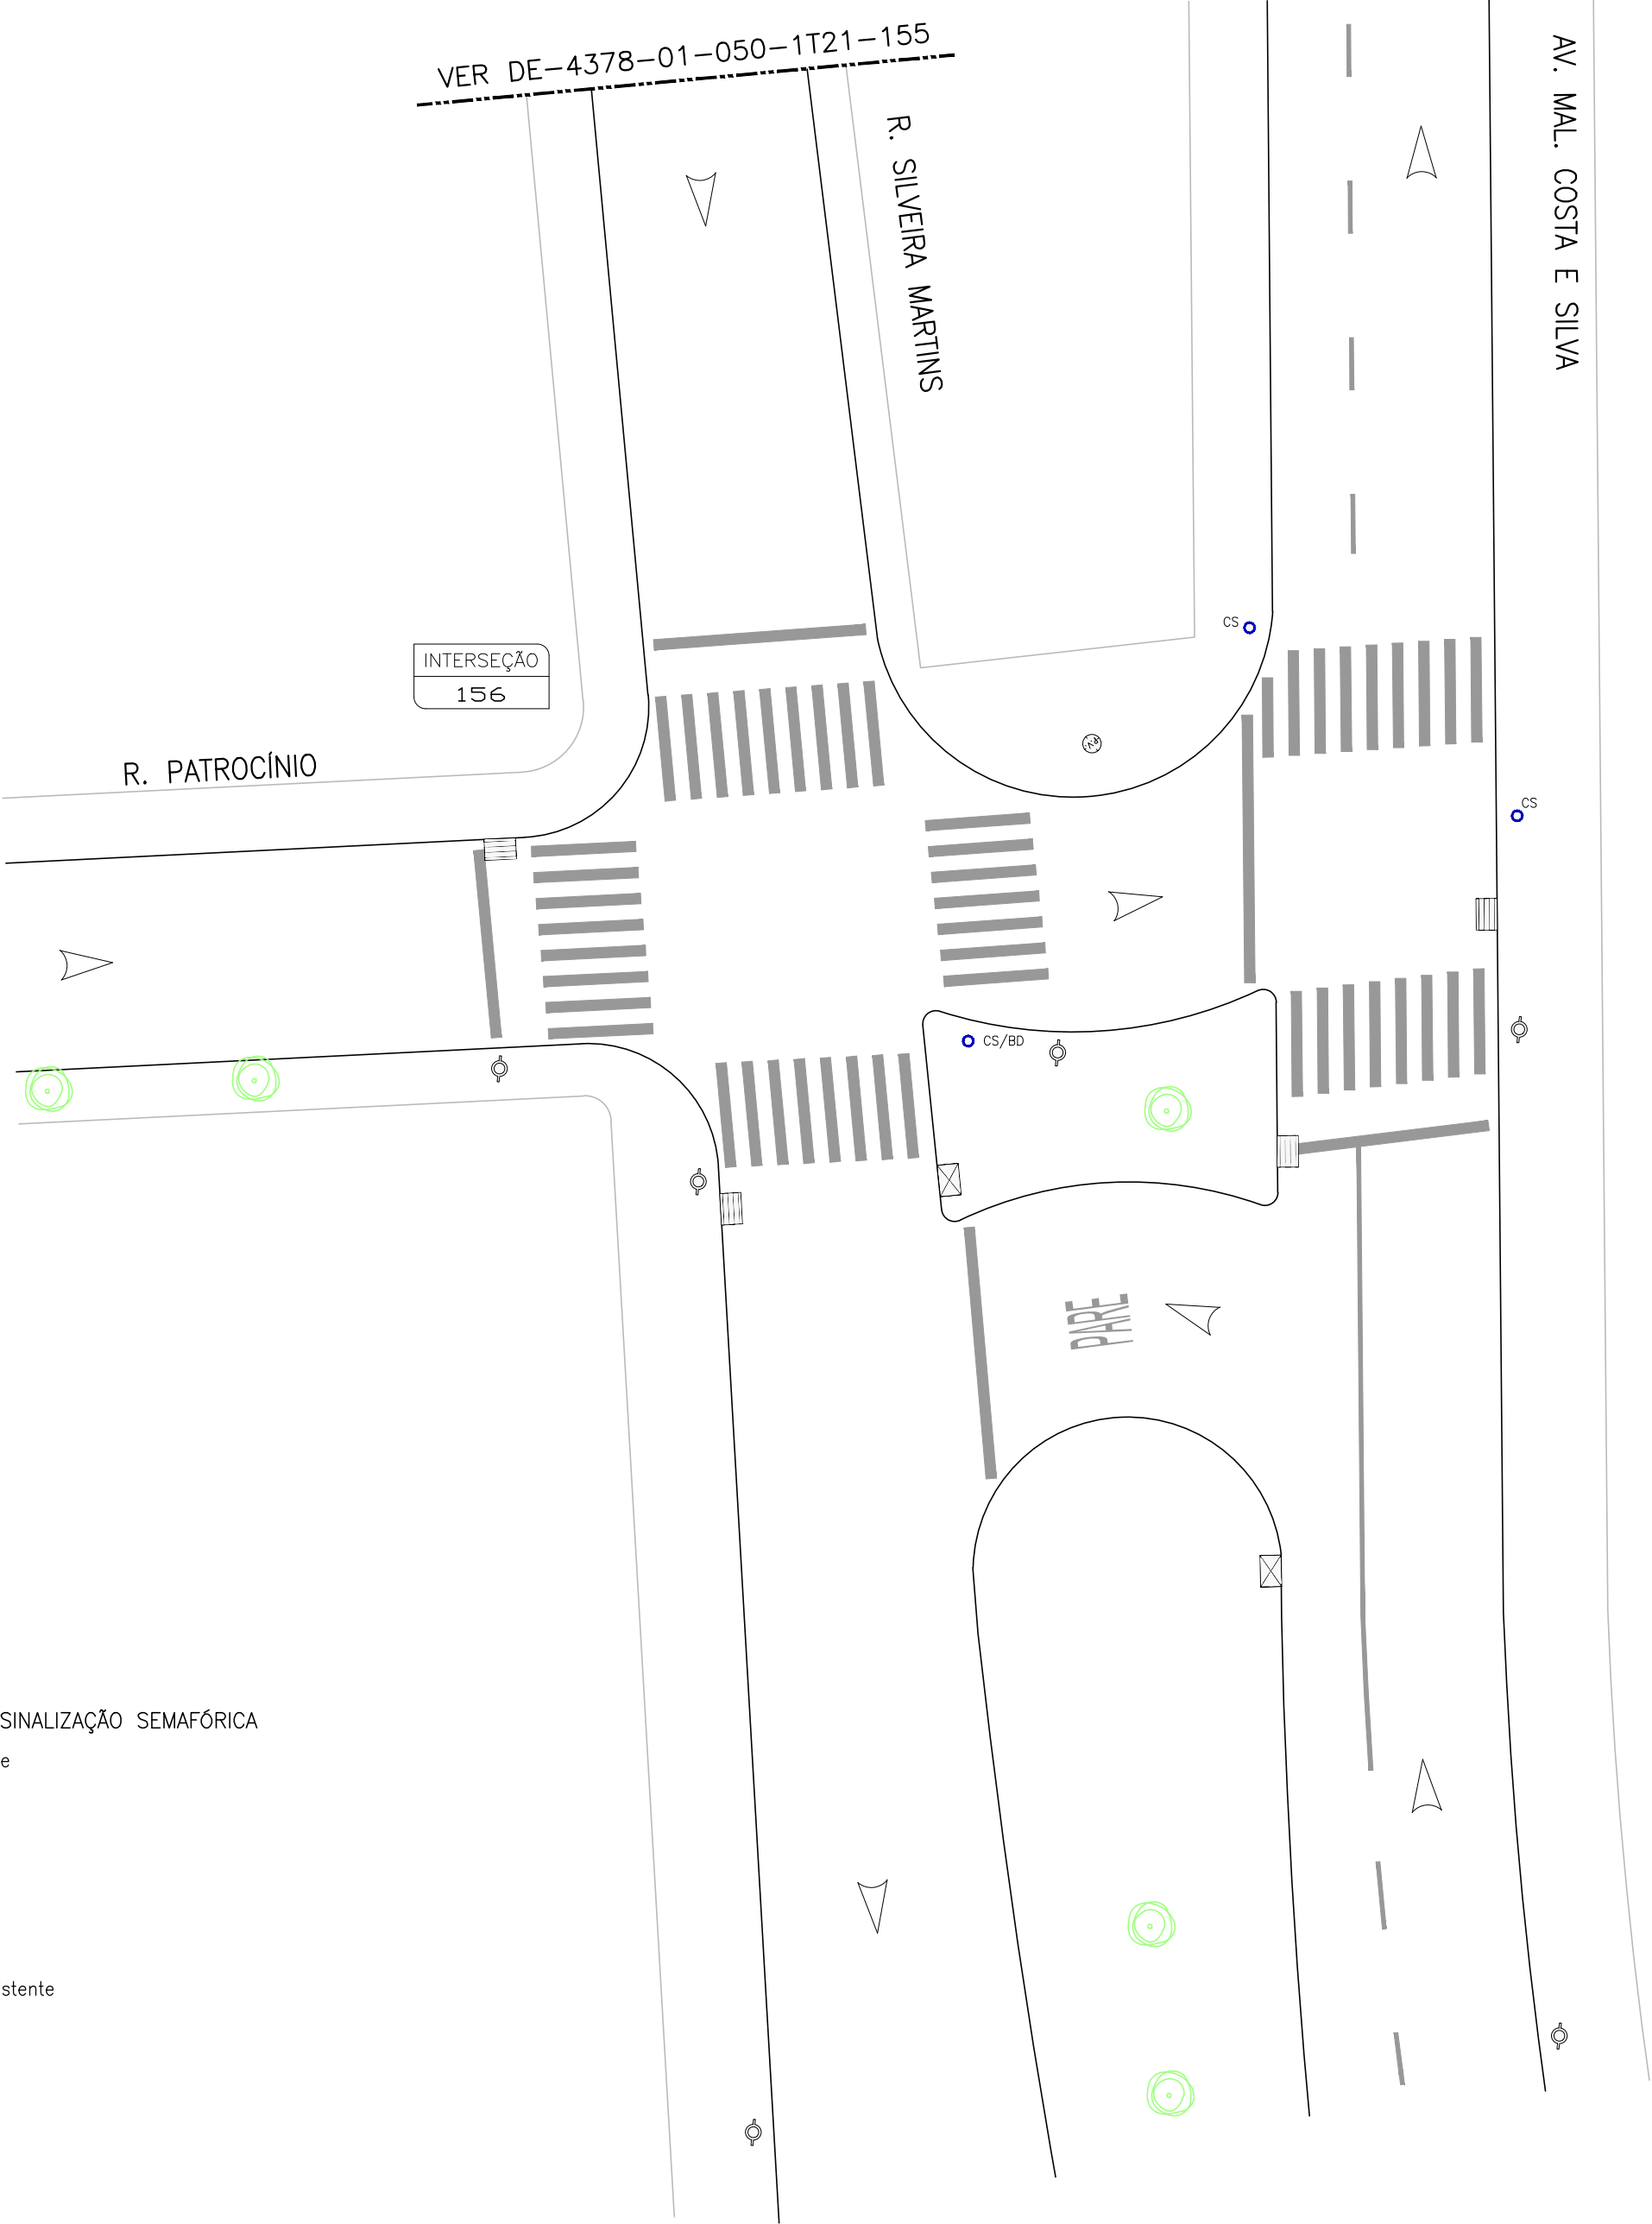 VER DE-4378-01-050-1T21-155
AV. MAL. COSTA E SILVA
R. SILVEIRA MARTINS
CS
INTERSEÇÃO
156
R. PATROCÍNIO
P.V.
CS
CS/BD
PARE
SINALIZAÇÃO SEMAFÓRICA
e
stente